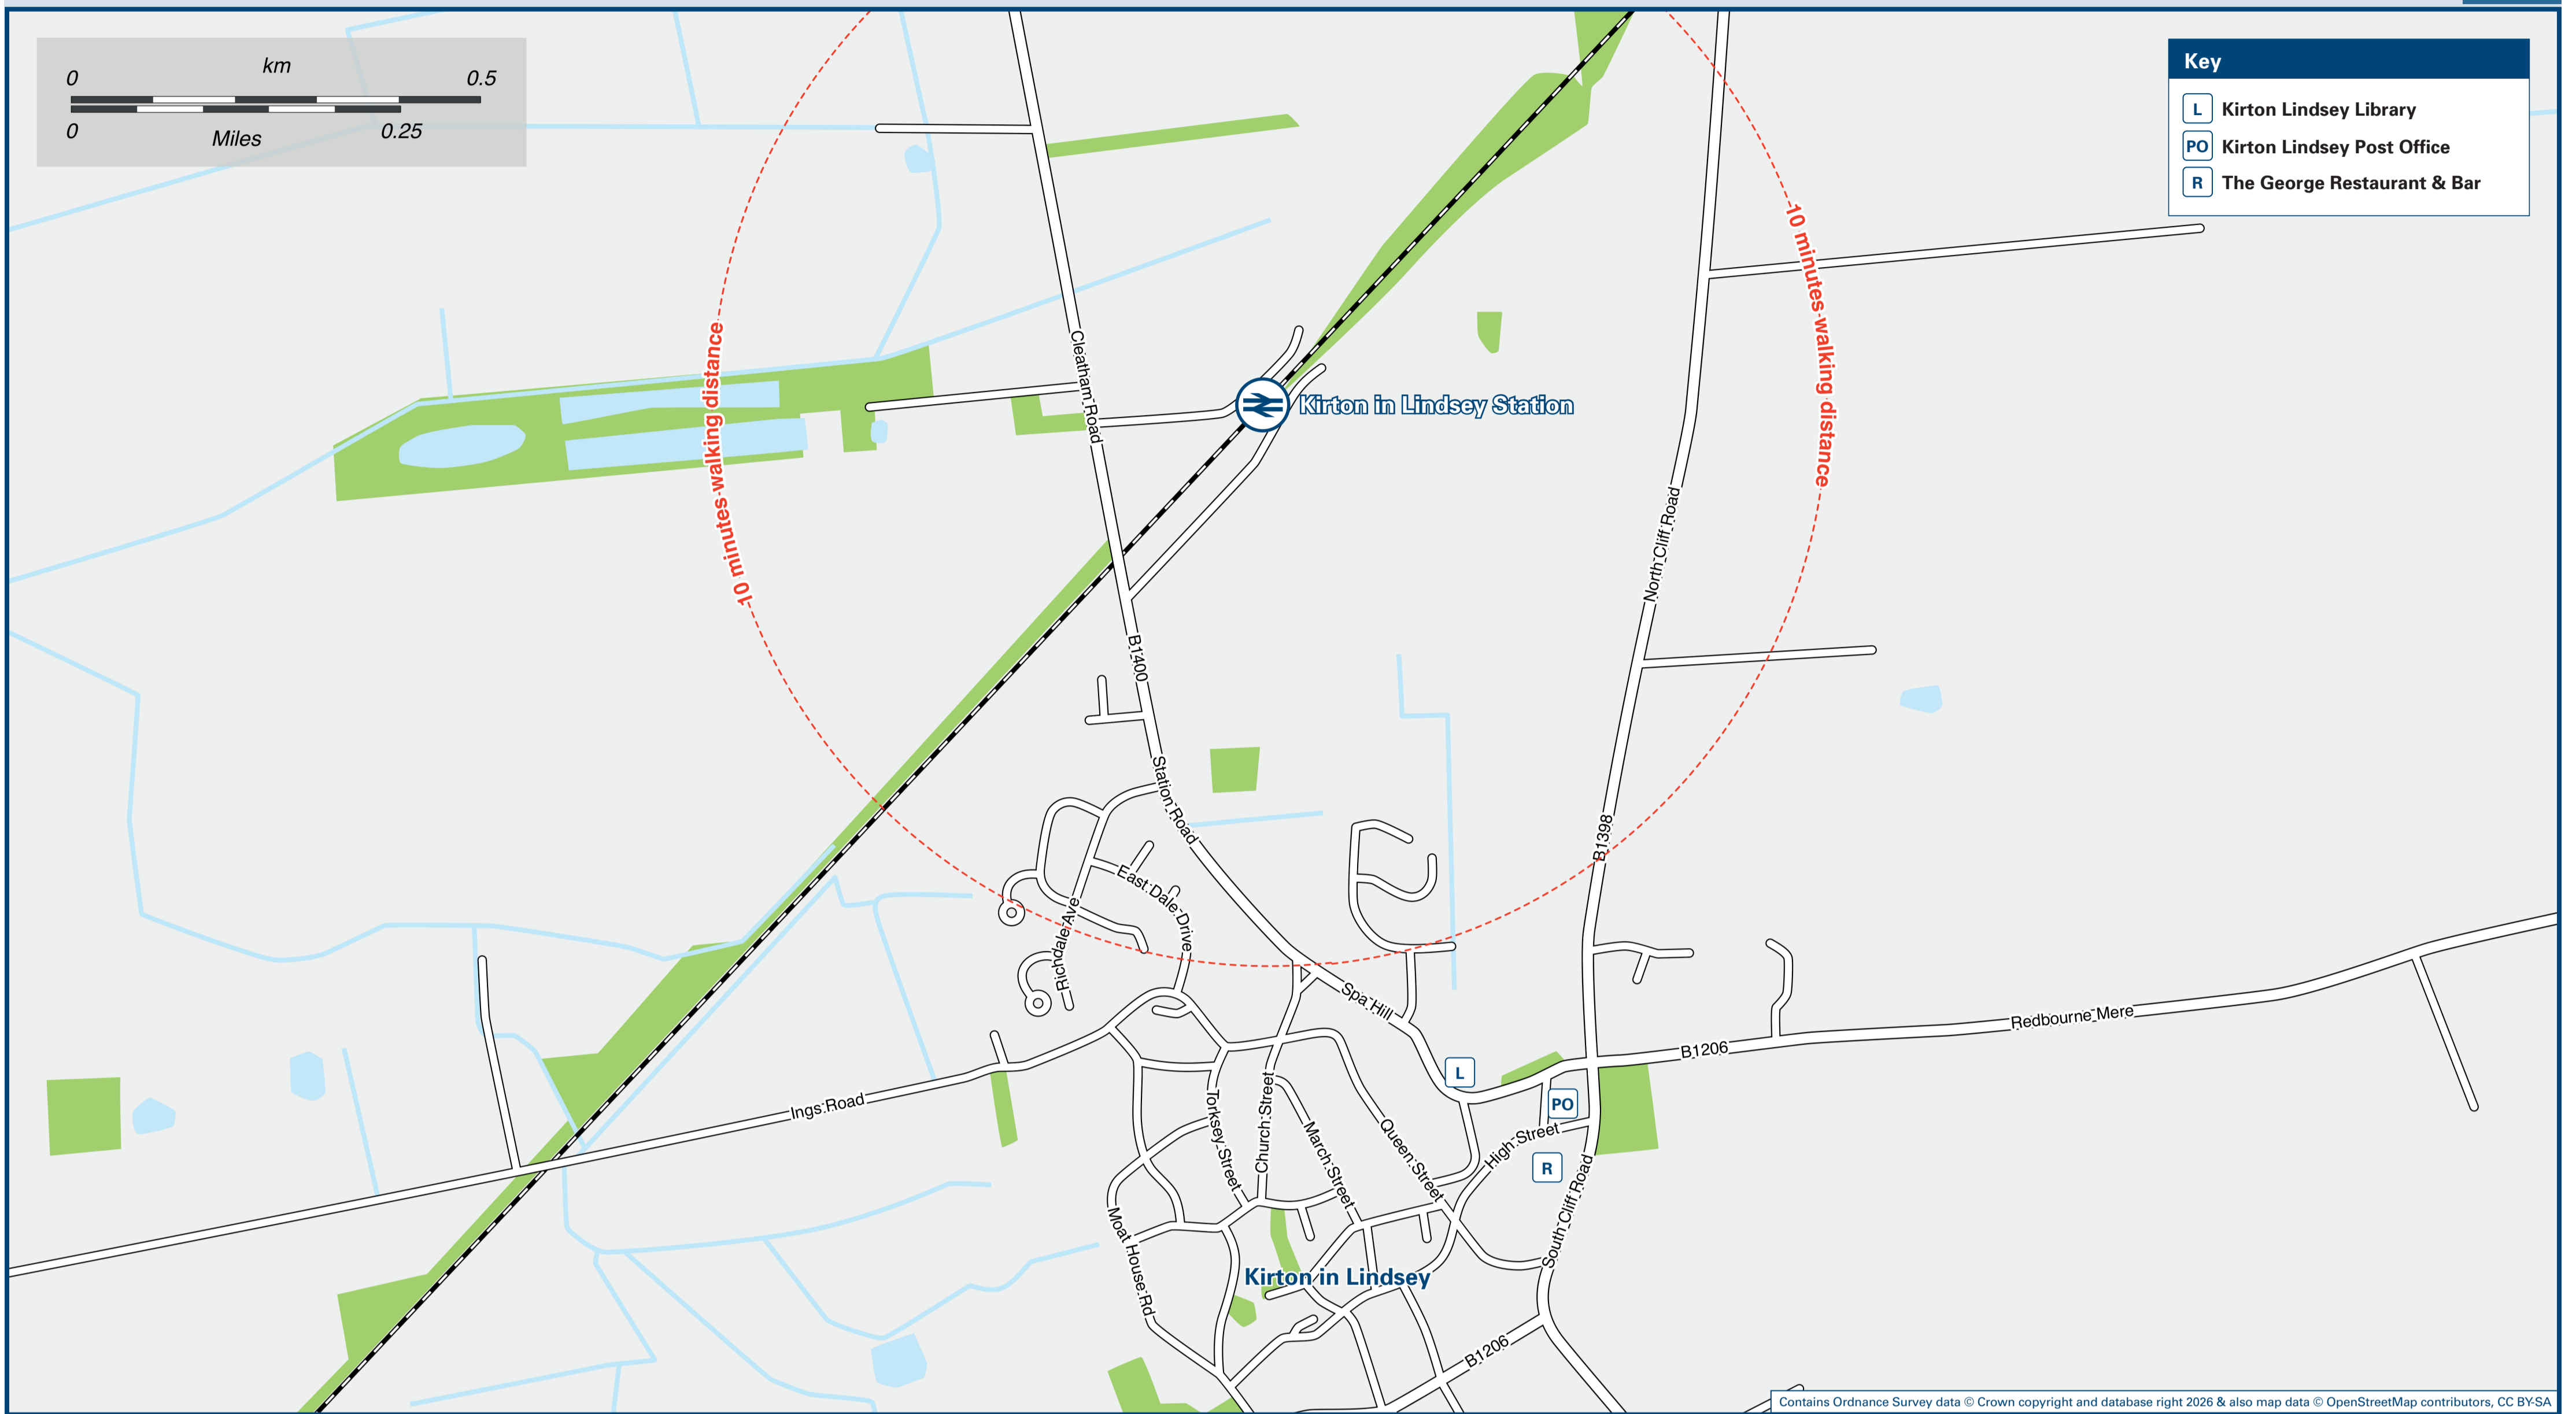 km
0 0.5
0 0.25
Miles
Key
L Kirton Lindsey Library
PO Kirton Lindsey Post Office
R The George Restaurant & Bar
10 minutes walking distance
10 minutes walking distance
Cleatham Road
Kirton in Lindsey Station
North Cliff Road
B1400
Station Road
B1398
East Dale Drive
Richdale Ave
Spa Hill
Redbourne Mere
B1206
L
PO
Ings Road
Torksey Street
Church Street
March Street
Queen Street
High Street
R
South Cliff Road
Moat House Rd
Kirton in Lindsey
B1206
Contains Ordnance Survey data © Crown copyright and database right 2026 & also map data © OpenStreetMap contributors, CC BY-SA